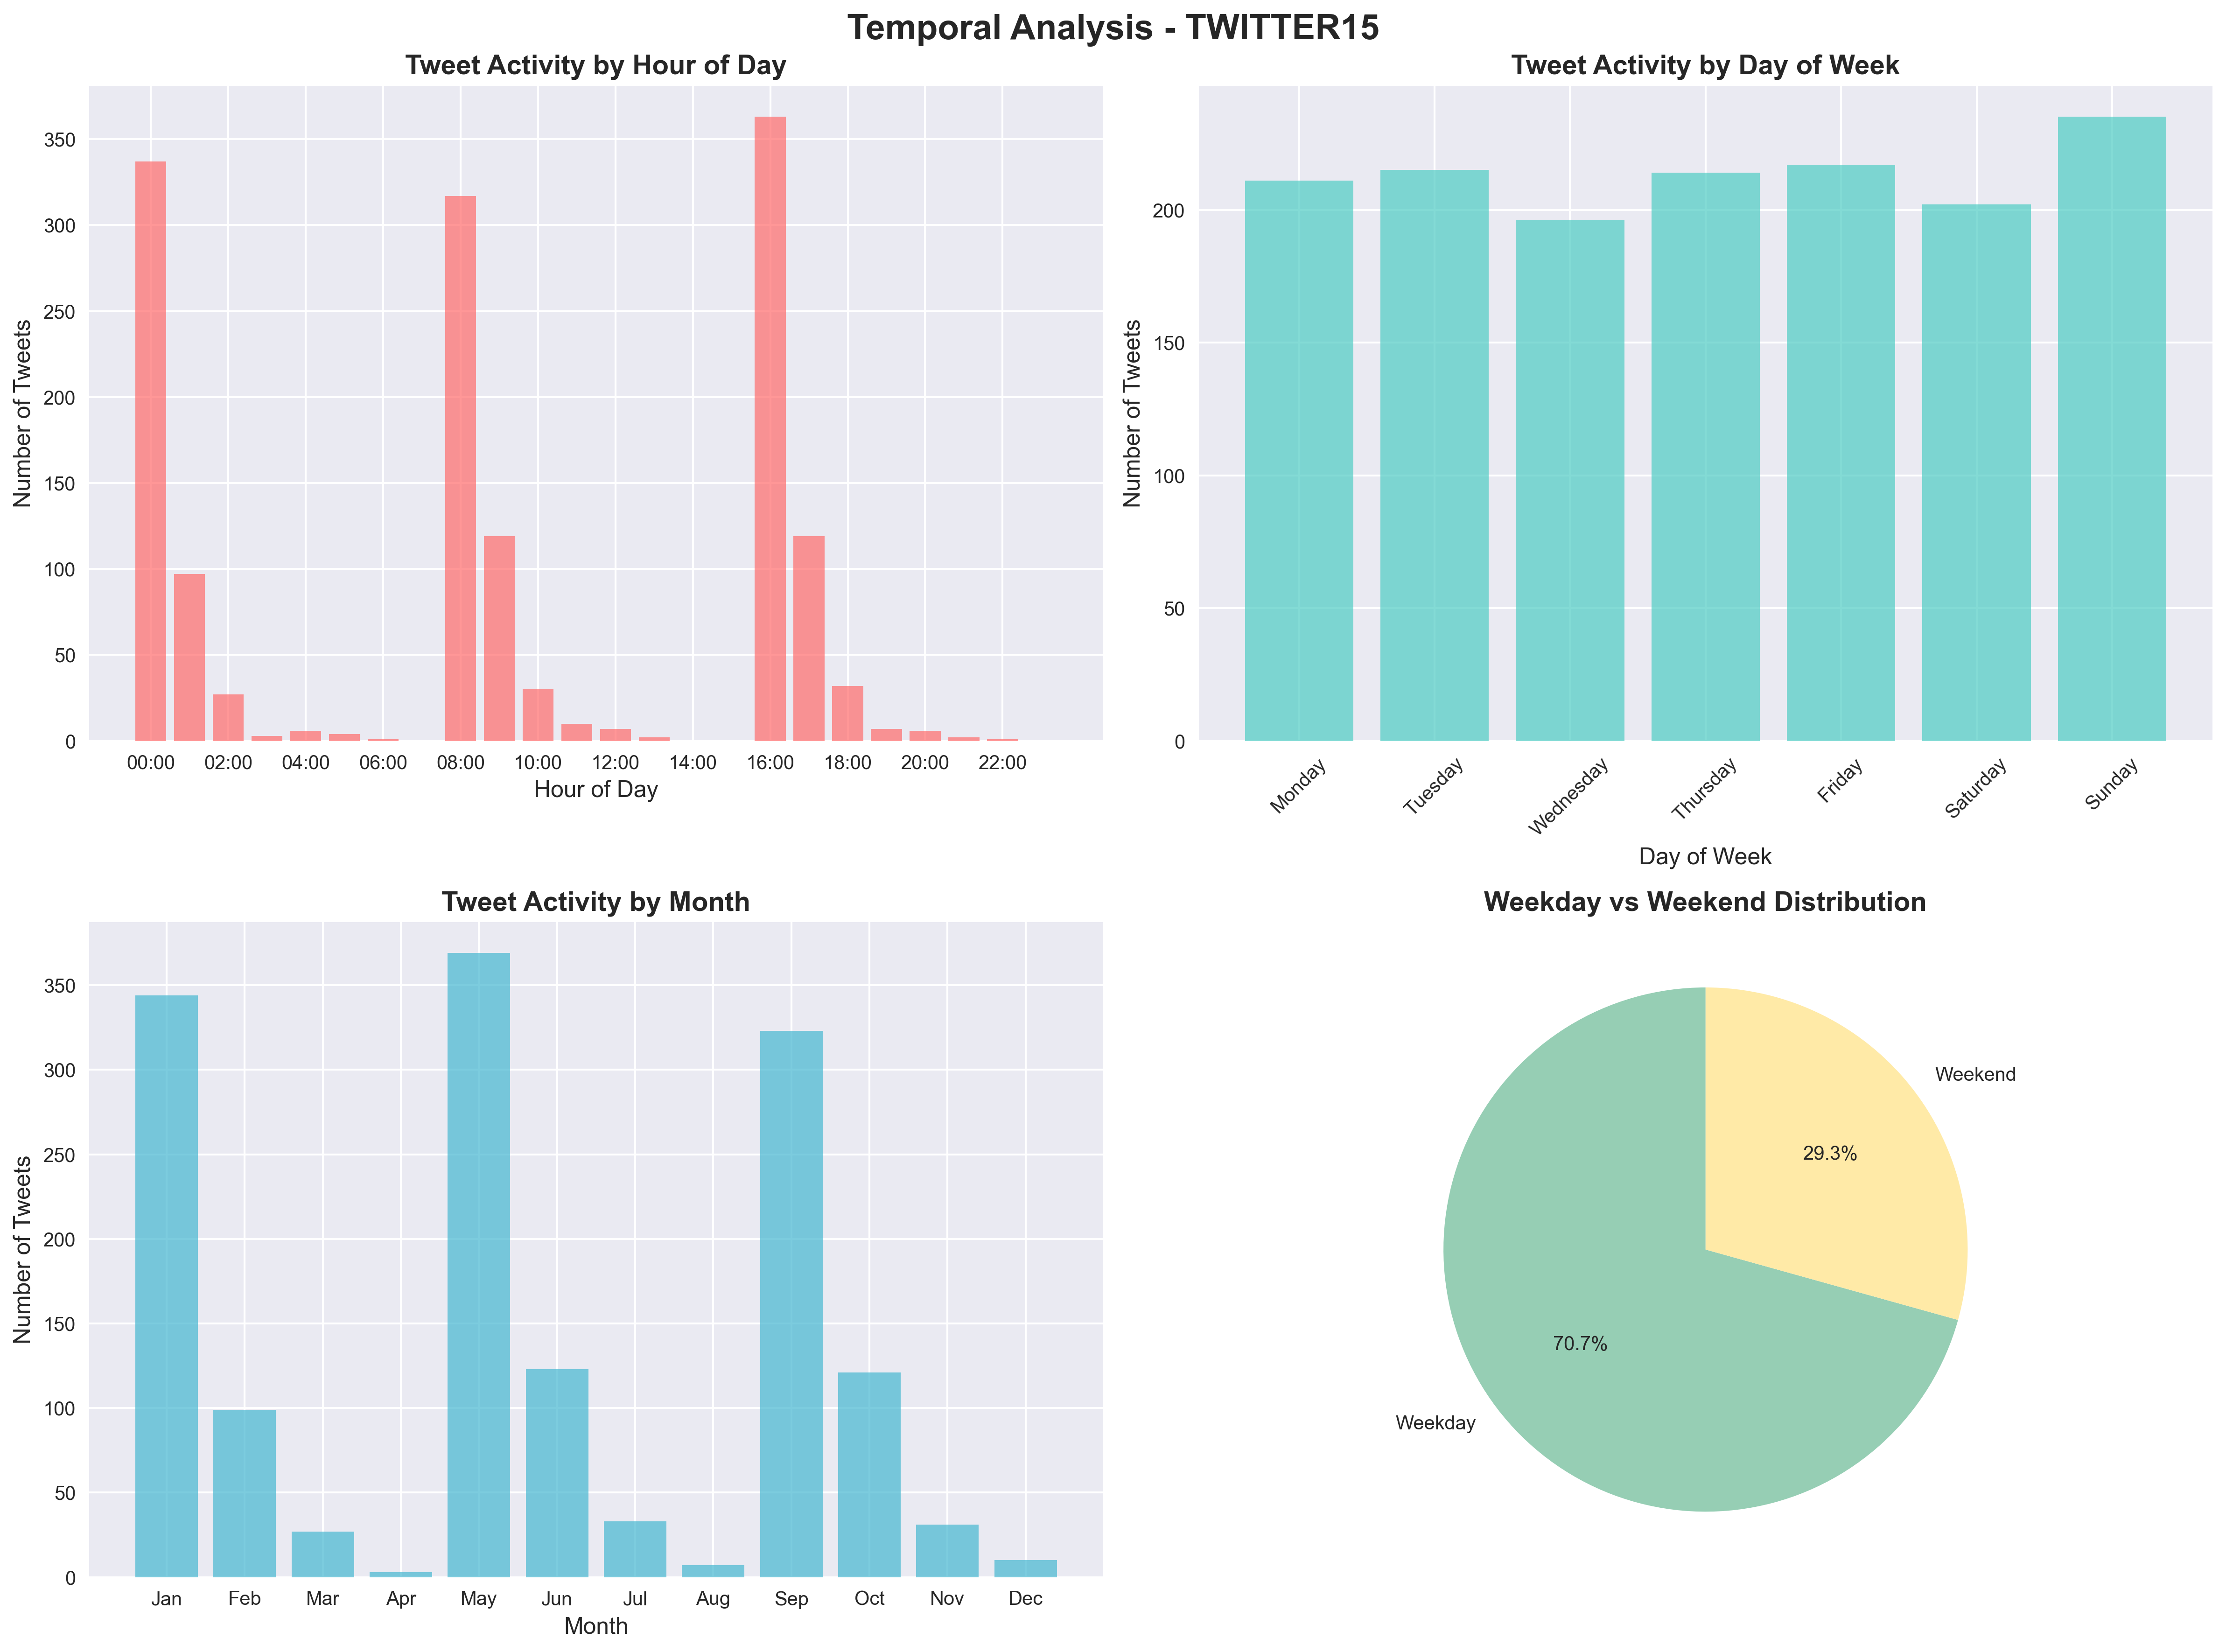 Temporal Analysis - TWITTER15
Tweet Activity by Hour of Day
Number of Tweets
350
300
250
200
150
100
50
0
00:00 02:00 04:00 06:00 08:00 10:00 12:00 14:00 16:00 18:00 20:00 22:00
Hour of Day
Tweet Activity by Day of Week
Number of Tweets
200
150
100
50
0
Monday Tuesday Wednesday Thursday Friday Saturday Sunday
Day of Week
Tweet Activity by Month
Number of Tweets
350
300
250
200
150
100
50
0
Jan Feb Mar Apr May Jun Jul Aug Sep Oct Nov Dec
Month
Weekday vs Weekend Distribution
Weekend
29.3%
70.7%
Weekday